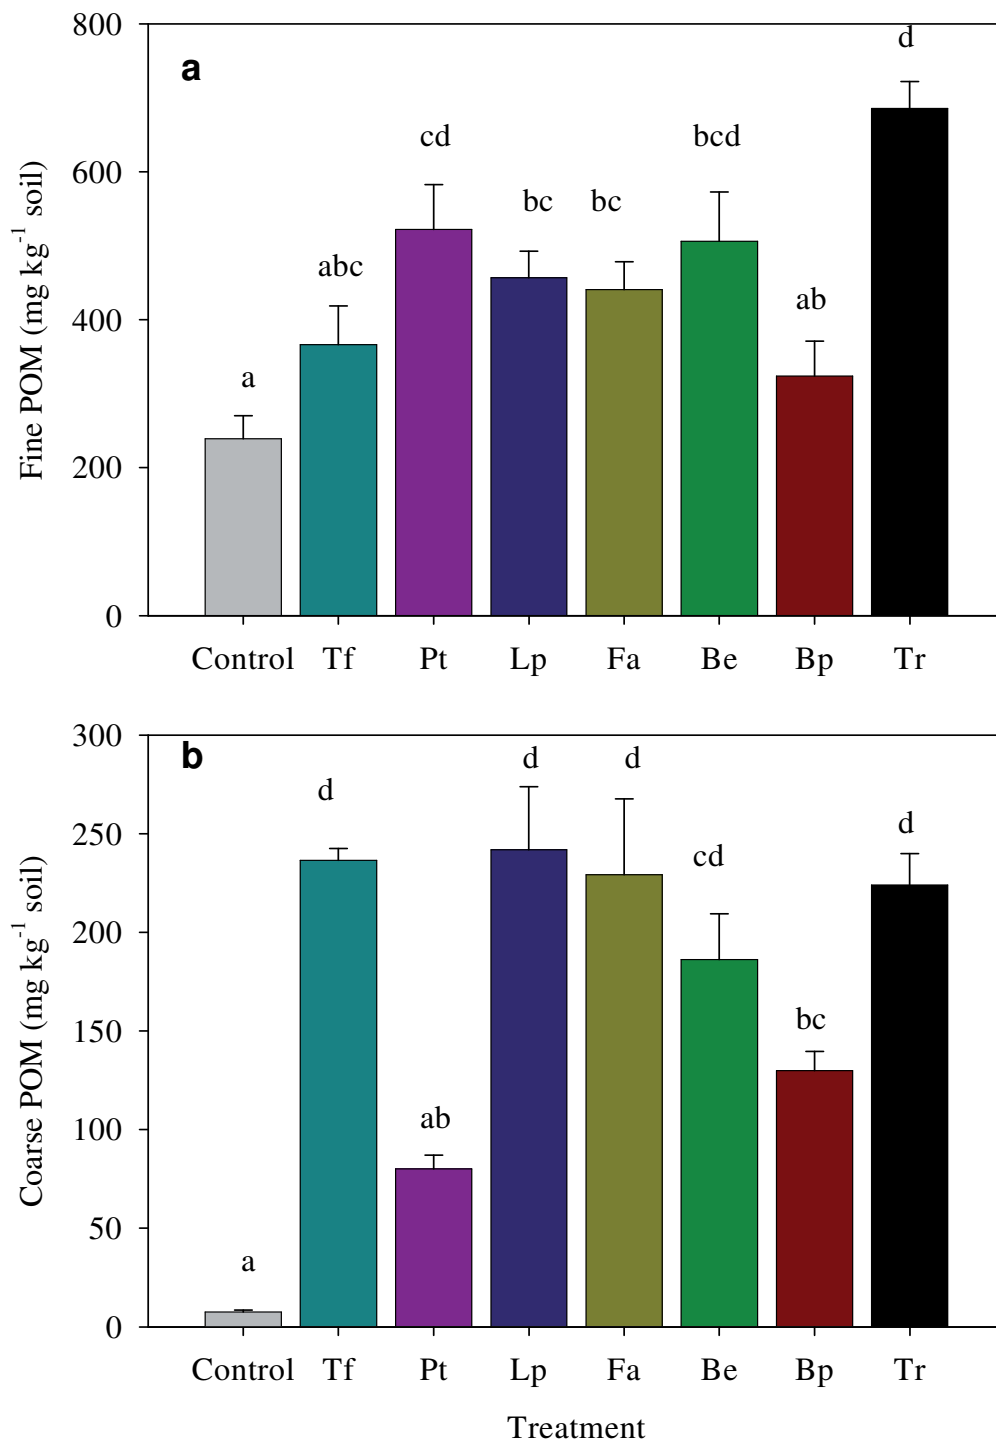 a
Fine POM (mg kg⁻¹ soil)
800
600
400
200
0
a
abc
cd
bc
bc
bcd
ab
d
Control Tf Pt Lp Fa Be Bp Tr
b
Coarse POM (mg kg⁻¹ soil)
300
250
200
150
100
50
0
a
d
ab
d
d
cd
bc
d
Control Tf Pt Lp Fa Be Bp Tr
Treatment